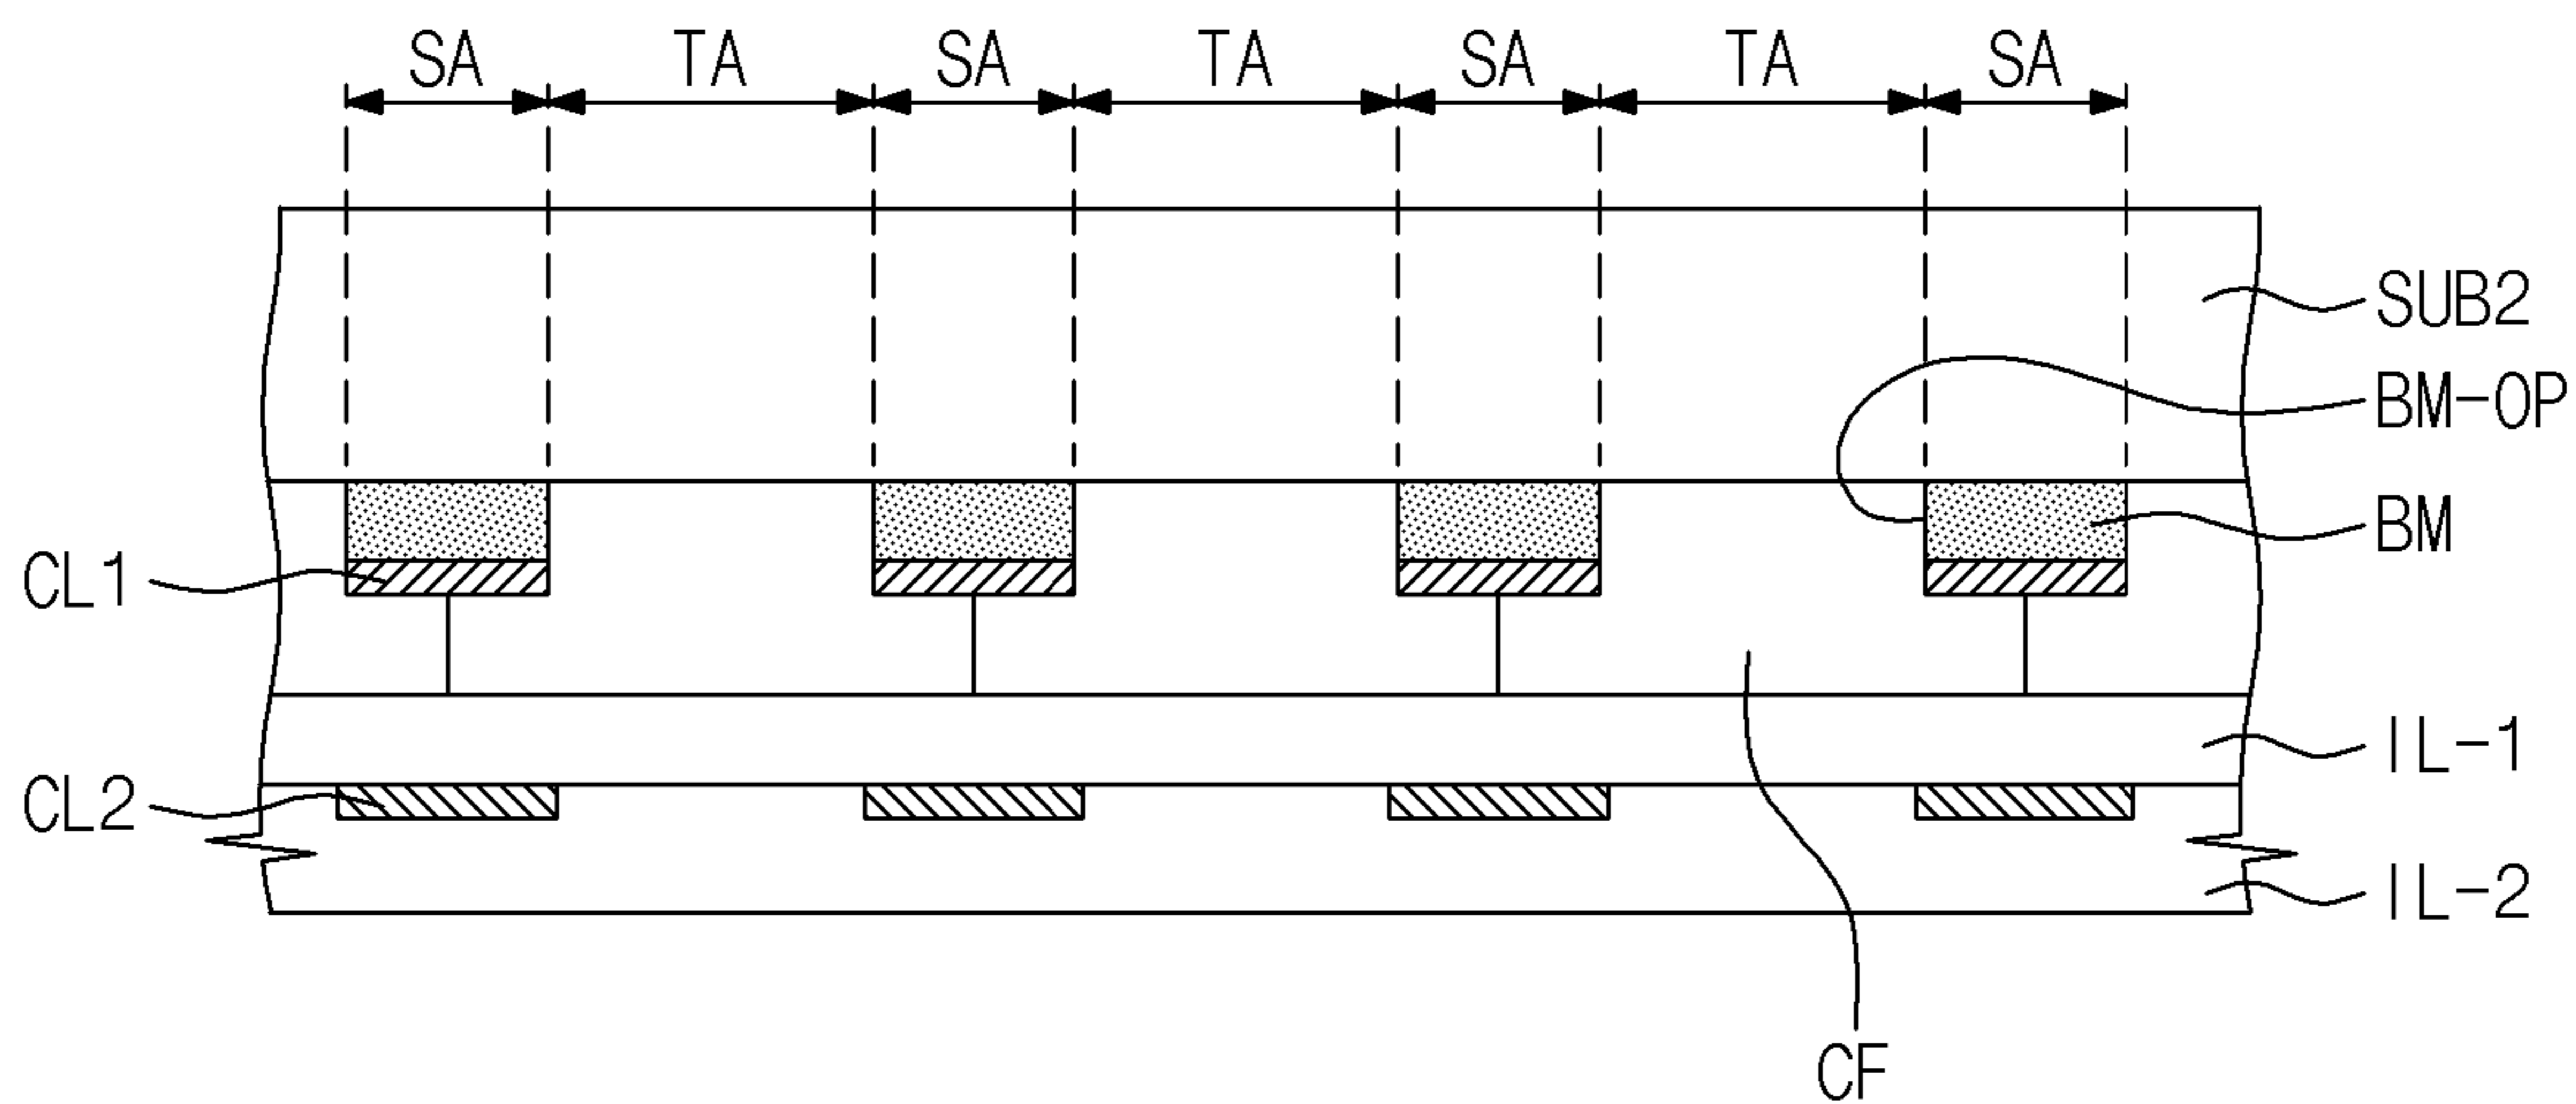 SA TA SA TA SA TA SA
SUB2
BM-OP
BM
CL1
IL-1
CL2
IL-2
CF